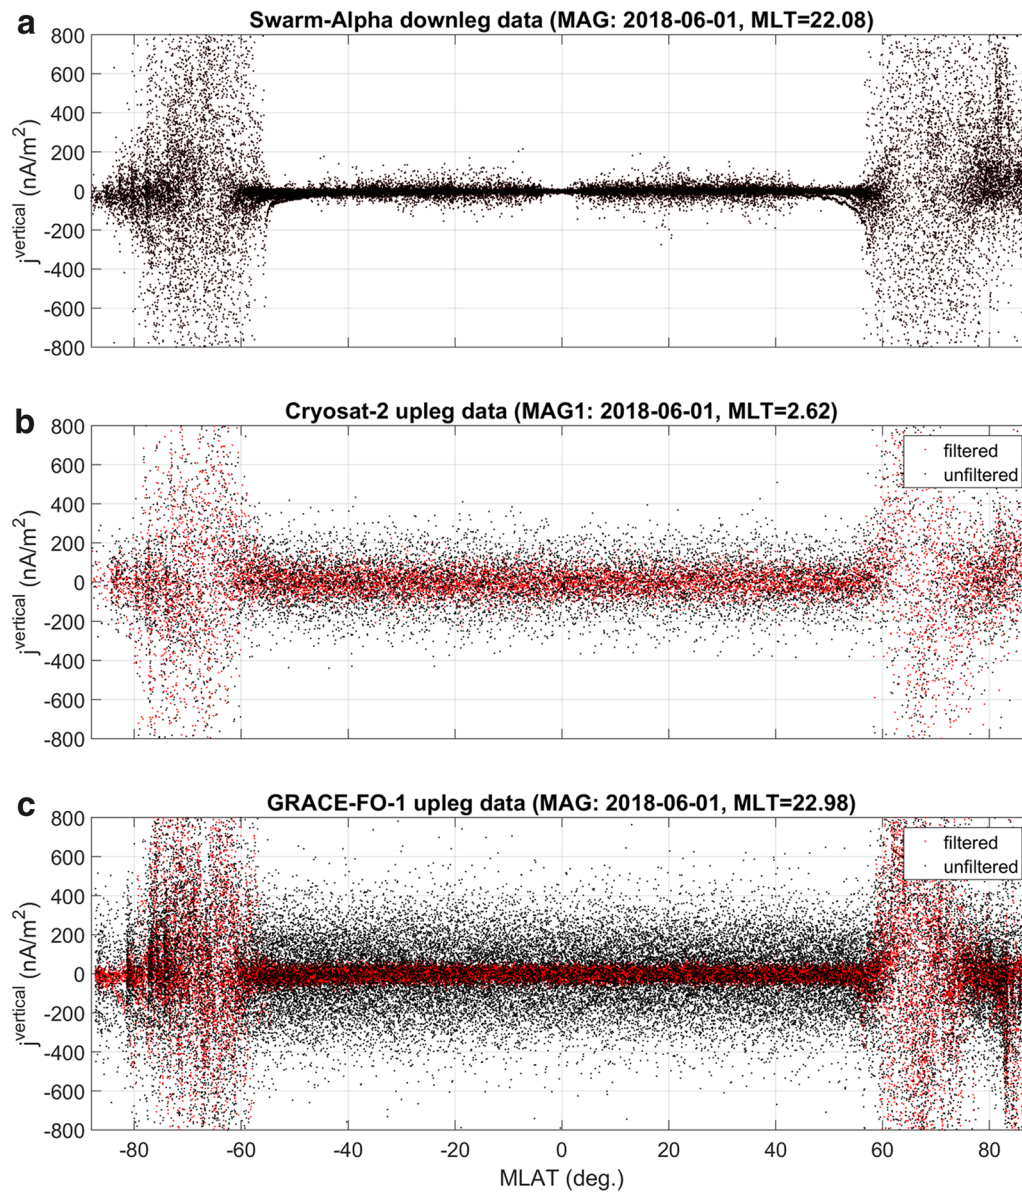 a
Swarm-Alpha downleg data (MAG: 2018-06-01, MLT=22.08)
800
600
400
200
0
-200
-400
-600
-800
j^vertical (nA/m^2)
b
Cryosat-2 upleg data (MAG1: 2018-06-01, MLT=2.62)
800
600
400
200
0
-200
-400
-600
-800
j^vertical (nA/m^2)
filtered
unfiltered
c
GRACE-FO-1 upleg data (MAG: 2018-06-01, MLT=22.98)
800
600
400
200
0
-200
-400
-600
-800
j^vertical (nA/m^2)
filtered
unfiltered
-80 -60 -40 -20 0 20 40 60 80
MLAT (deg.)